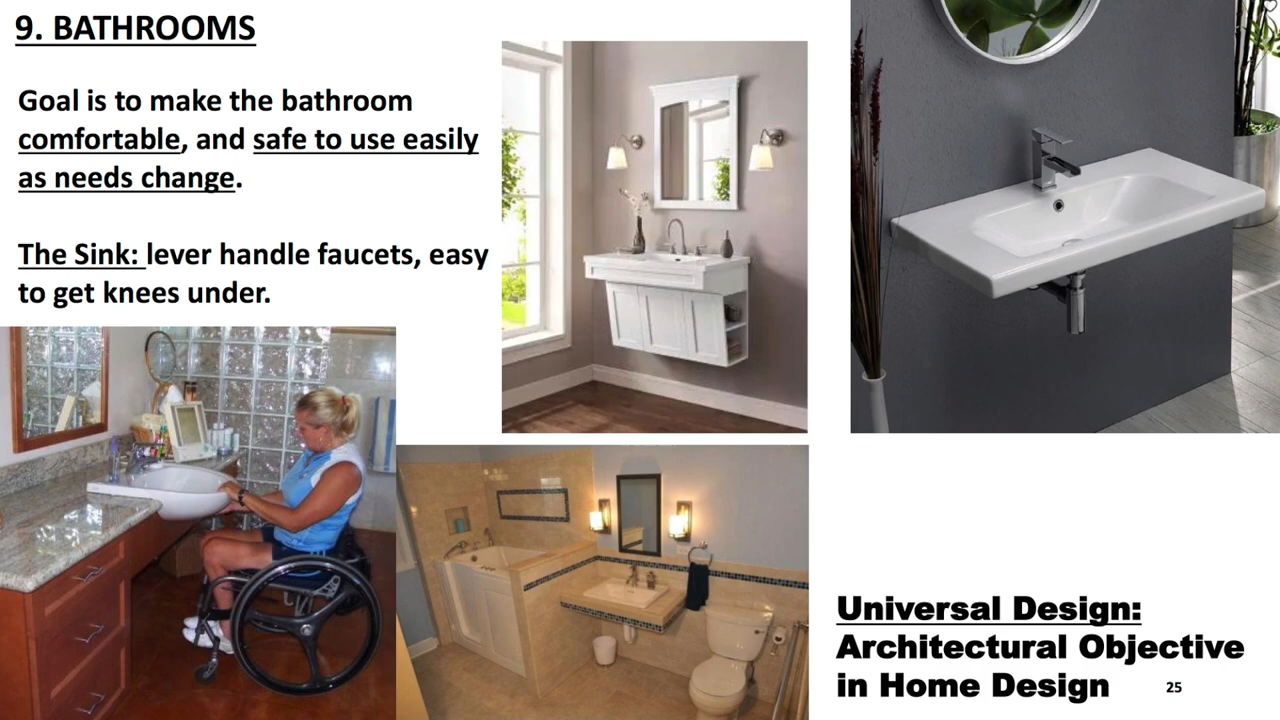 9. BATHROOMS
Goal is to make the bathroom
comfortable, and safe to use easily
as needs change.
The Sink: lever handle faucets, easy
to get knees under.
Universal Design:
Architectural Objective
in Home Design
25